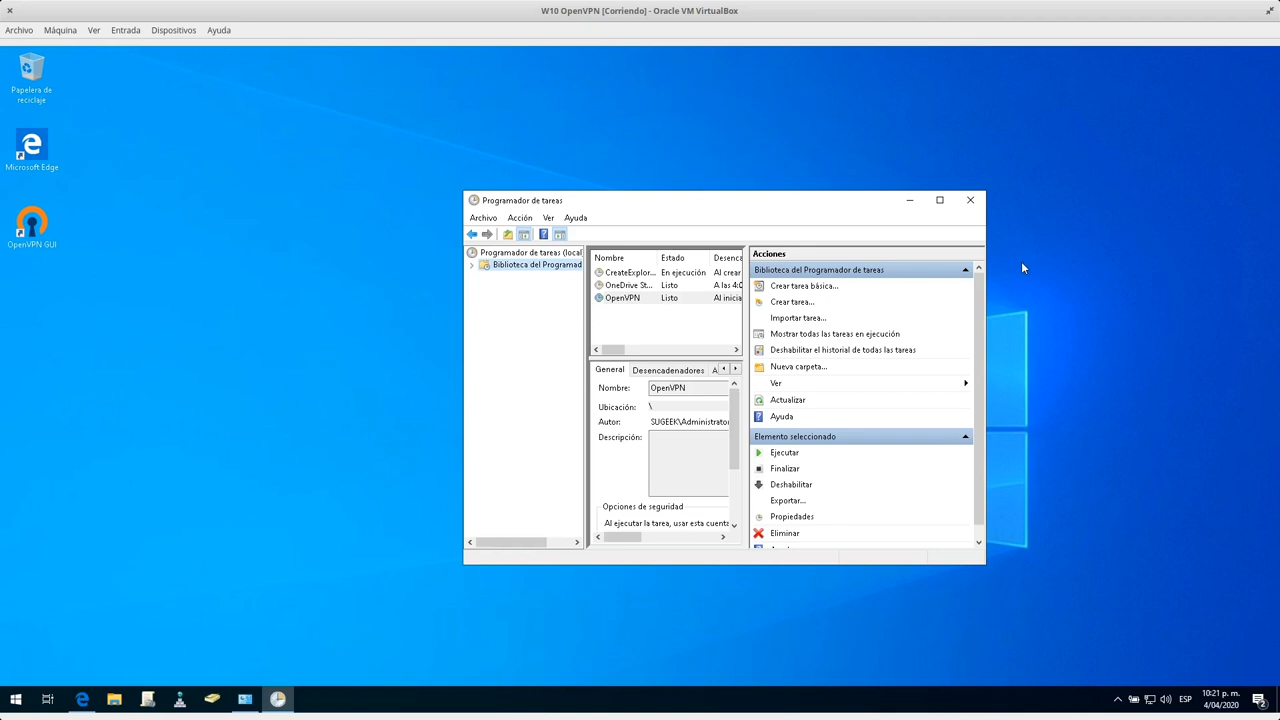 W10 OpenVPN [Corriendo] - Oracle VM VirtualBox
Archivo Máquina Ver Entrada Dispositivos Ayuda
Papelera de
reciclaje
Microsoft Edge
OpenVPN GUI
Programador de tareas
Archivo Acción Ver Ayuda
Programador de tareas (local
Biblioteca del Programad
Nombre Estado Desenca
CreateExplor... En ejecución Al crear
OneDrive St... Listo A las 4:0
OpenVPN Listo Al inicia
General Desencadenadores A
Nombre: OpenVPN
Ubicación: \
Autor: SUGEEK\Administrator
Descripción:
Opciones de seguridad
Al ejecutar la tarea, usar esta cuenta
Acciones
Biblioteca del Programador de tareas
Crear tarea básica...
Crear tarea...
Importar tarea...
Mostrar todas las tareas en ejecución
Deshabilitar el historial de todas las tareas
Nueva carpeta...
Ver
Actualizar
Ayuda
Elemento seleccionado
Ejecutar
Finalizar
Deshabilitar
Exportar...
Propiedades
Eliminar
ESP
10:21 p. m.
4/04/2020
2